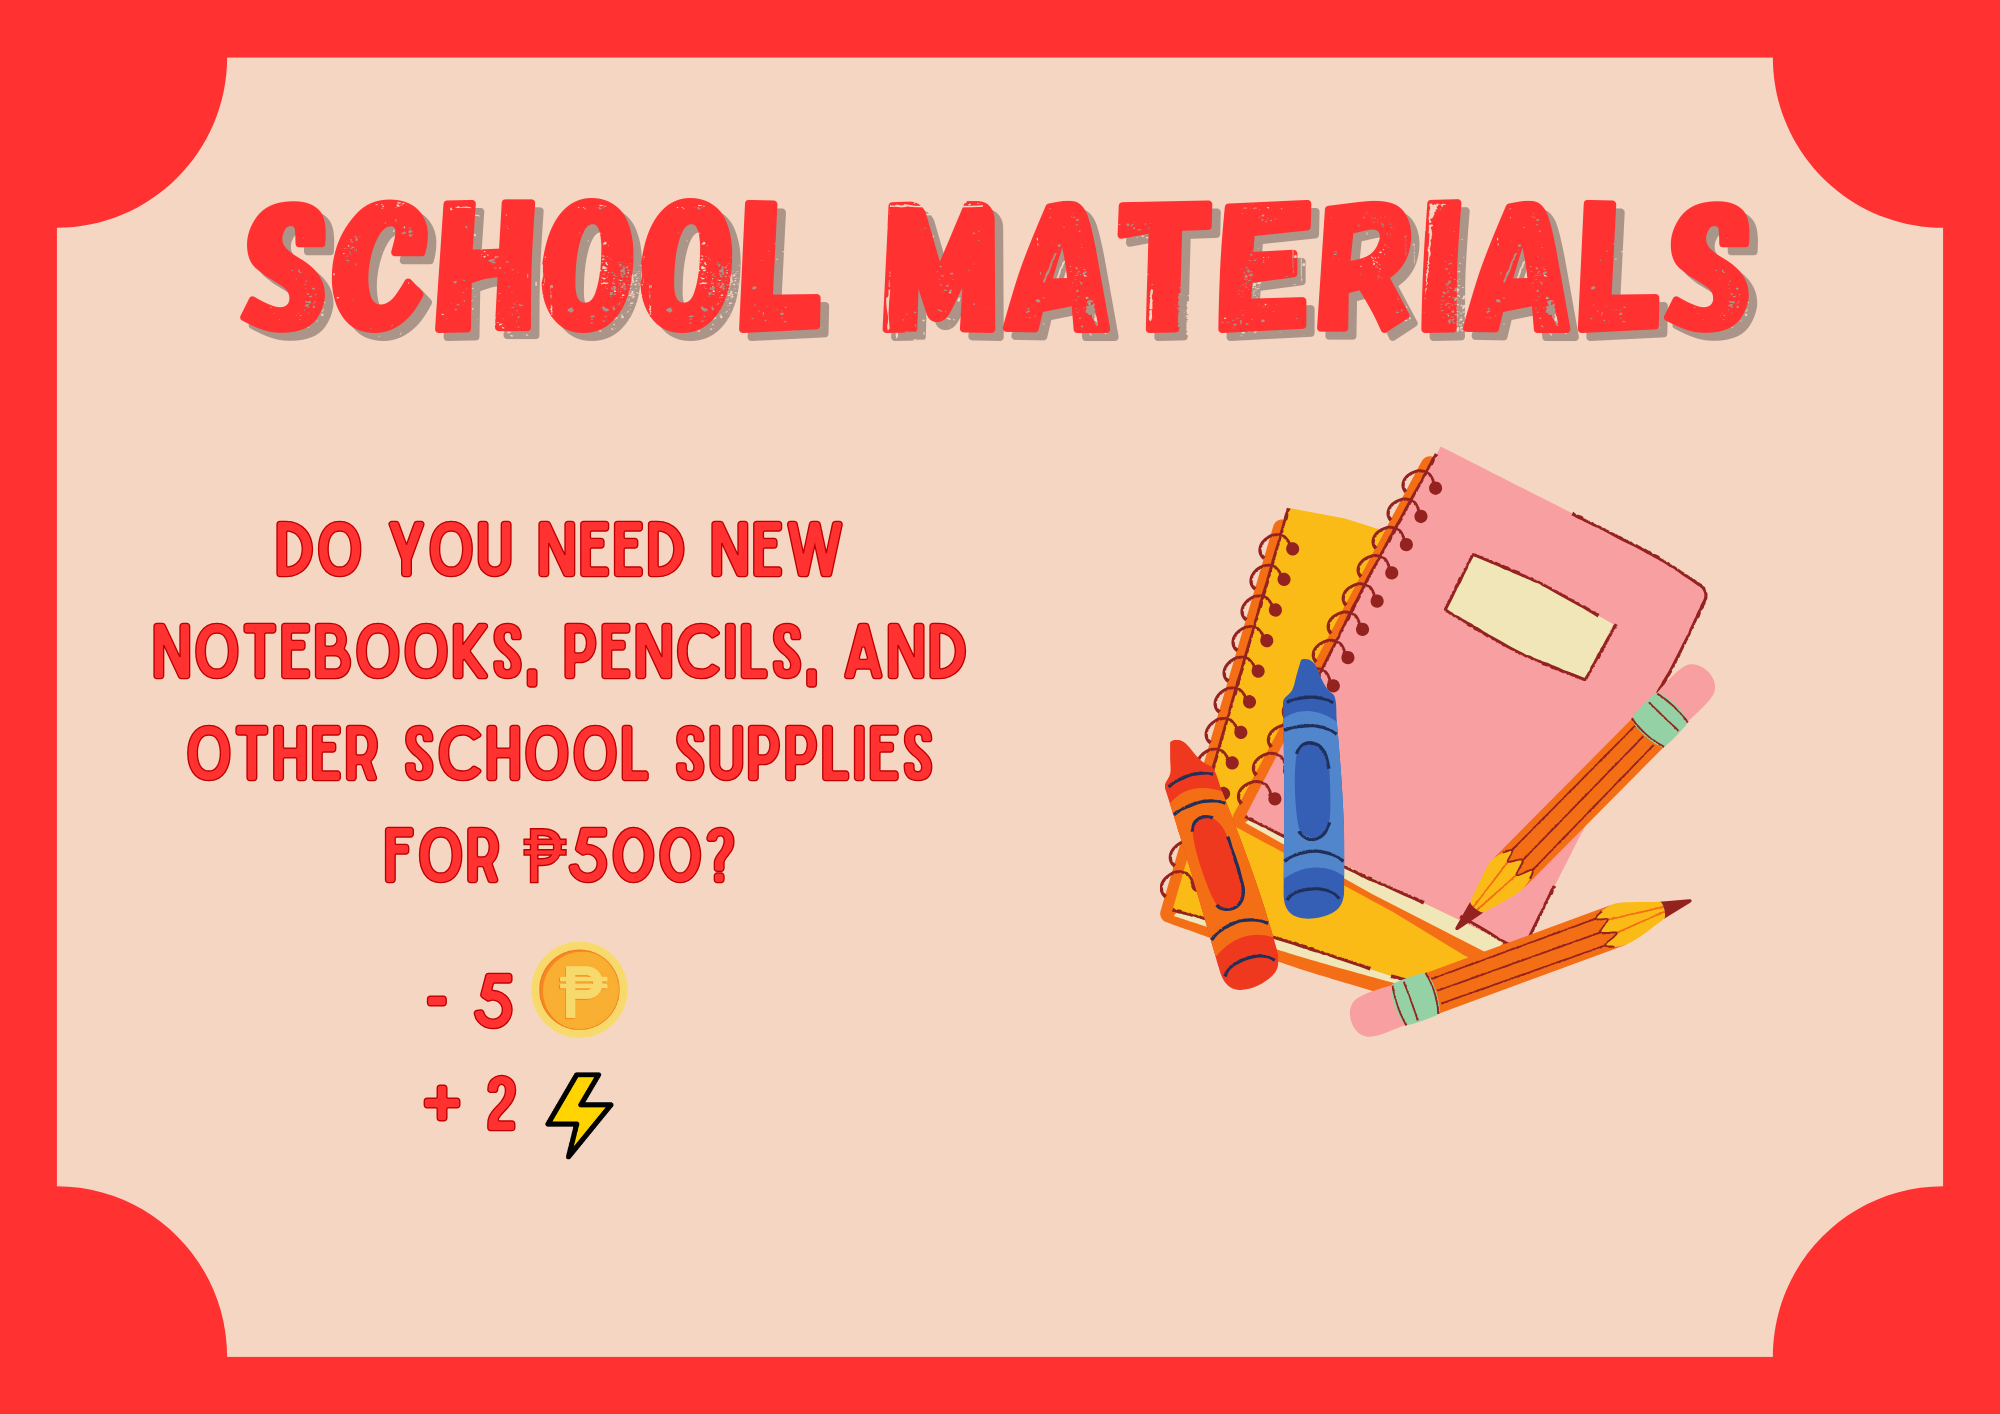 SCHOOL MATERIALS
DO YOU NEED NEW
NOTEBOOKS, PENCILS, AND
OTHER SCHOOL SUPPLIES
FOR ₱500?
- 5 ₱
+ 2